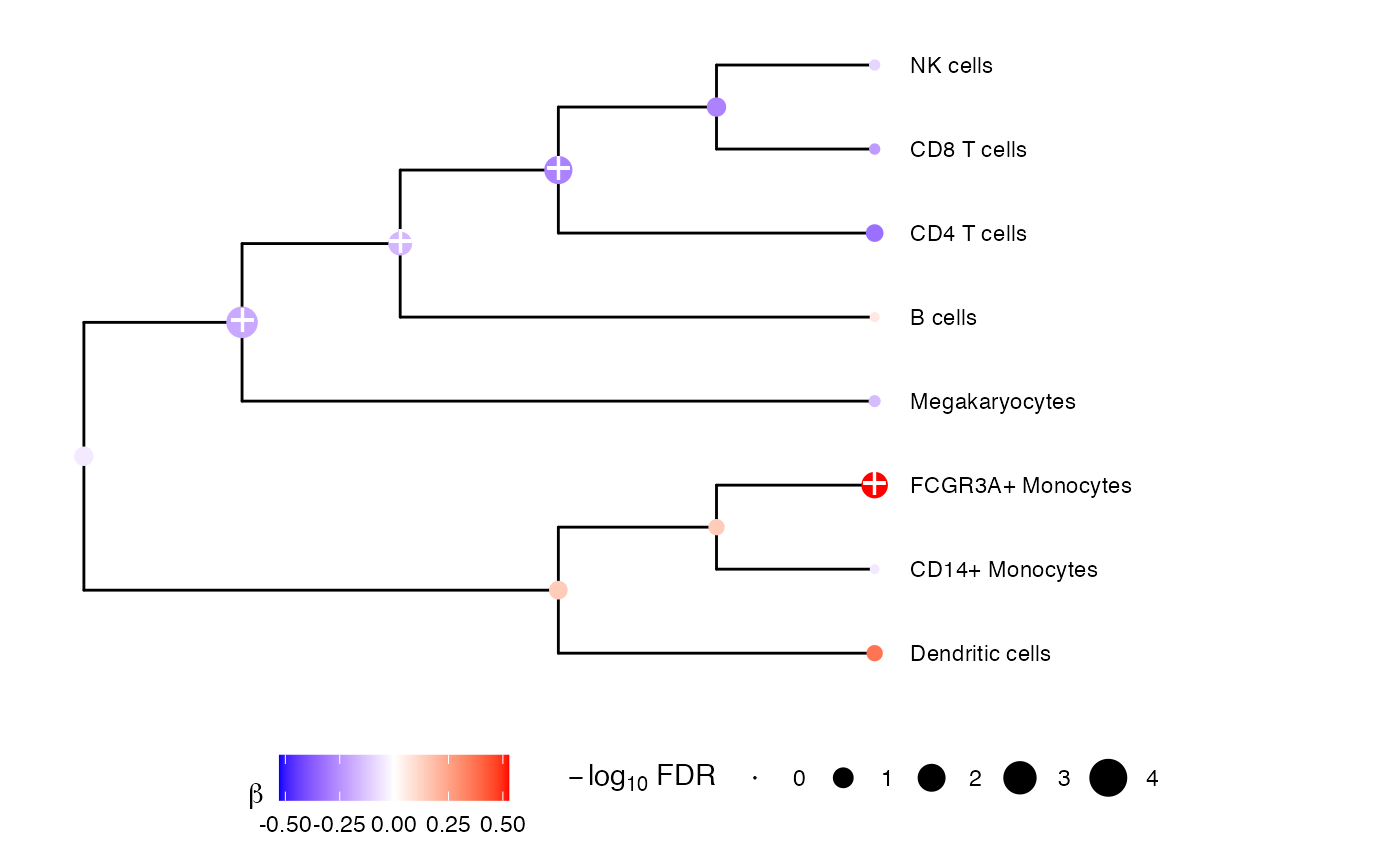 NK cells
CD8 T cells
CD4 T cells
B cells
Megakaryocytes
FCGR3A+ Monocytes
CD14+ Monocytes
Dendritic cells
β
-0.50 -0.25 0.00 0.25 0.50
−log₁₀ FDR 0 1 2 3 4